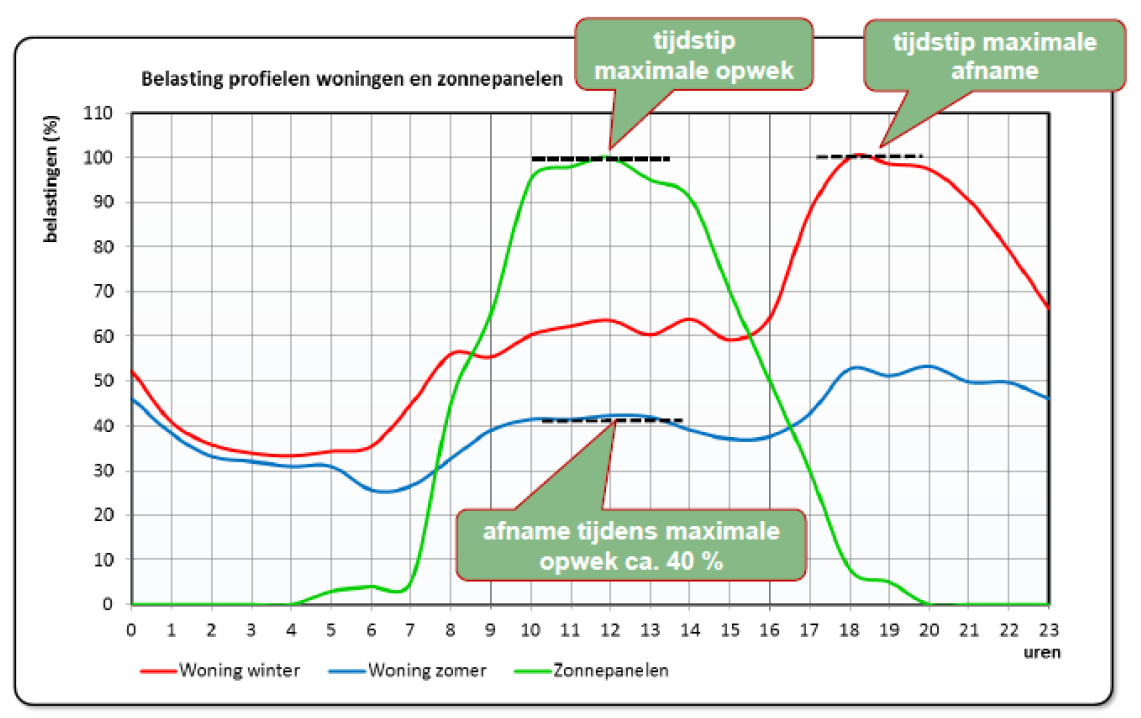 tijdstip
maximale opwek
tijdstip maximale
afname
Belasting profielen woningen en zonnepanelen
belastingen (%)
110
100
90
80
70
60
50
40
30
20
10
0
afname tijdens maximale
opwek ca. 40 %
0 1 2 3 4 5 6 7 8 9 10 11 12 13 14 15 16 17 18 19 20 21 22 23
uren
Woning winter Woning zomer Zonnepanelen